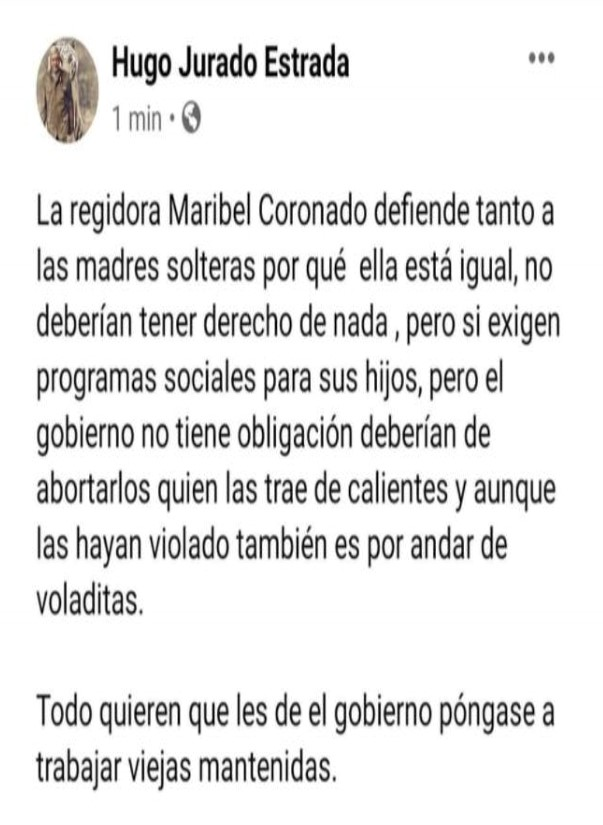 Hugo Jurado Estrada
1 min ·
La regidora Maribel Coronado defiende tanto a
las madres solteras por qué ella está igual, no
deberían tener derecho de nada , pero si exigen
programas sociales para sus hijos, pero el
gobierno no tiene obligación deberían de
abortarlos quien las trae de calientes y aunque
las hayan violado también es por andar de
voladitas.
Todo quieren que les de el gobierno póngase a
trabajar viejas mantenidas.